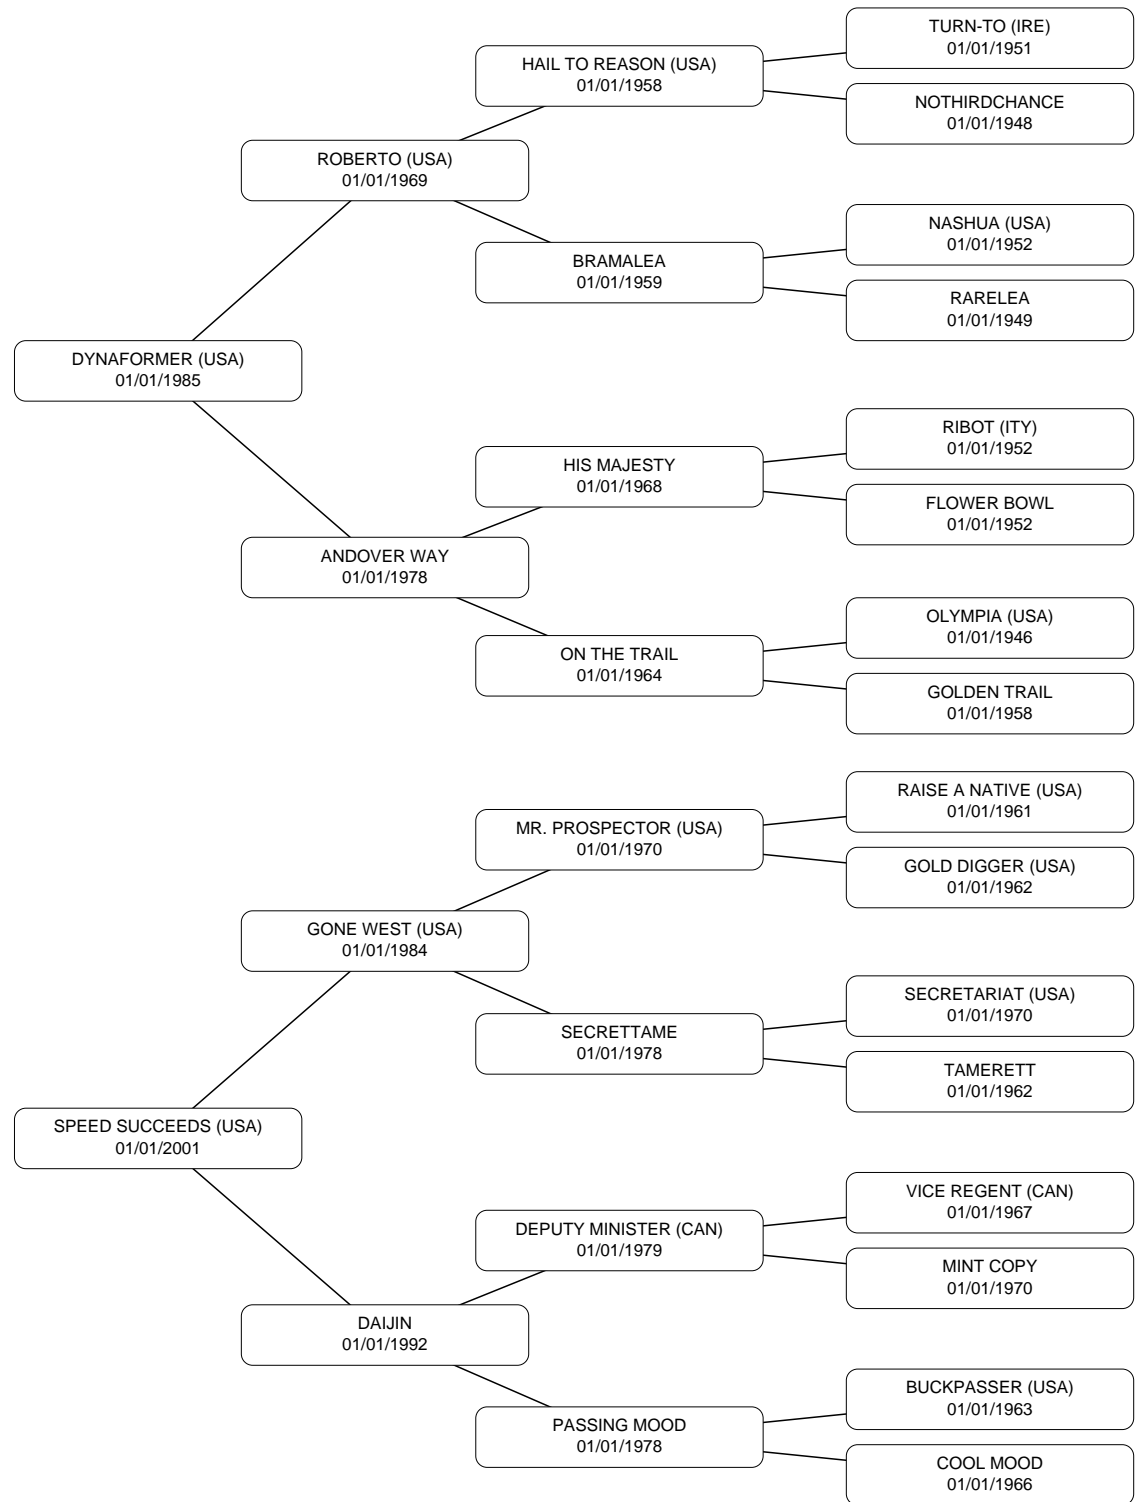 TURN-TO (IRE)
01/01/1951
HAIL TO REASON (USA)
01/01/1958
NOTHIRDCHANCE
01/01/1948
ROBERTO (USA)
01/01/1969
NASHUA (USA)
01/01/1952
BRAMALEA
01/01/1959
RARELEA
01/01/1949
DYNAFORMER (USA)
01/01/1985
RIBOT (ITY)
01/01/1952
HIS MAJESTY
01/01/1968
FLOWER BOWL
01/01/1952
ANDOVER WAY
01/01/1978
OLYMPIA (USA)
01/01/1946
ON THE TRAIL
01/01/1964
GOLDEN TRAIL
01/01/1958
RAISE A NATIVE (USA)
01/01/1961
MR. PROSPECTOR (USA)
01/01/1970
GOLD DIGGER (USA)
01/01/1962
GONE WEST (USA)
01/01/1984
SECRETARIAT (USA)
01/01/1970
SECRETTAME
01/01/1978
TAMERETT
01/01/1962
SPEED SUCCEEDS (USA)
01/01/2001
VICE REGENT (CAN)
01/01/1967
DEPUTY MINISTER (CAN)
01/01/1979
MINT COPY
01/01/1970
DAIJIN
01/01/1992
BUCKPASSER (USA)
01/01/1963
PASSING MOOD
01/01/1978
COOL MOOD
01/01/1966